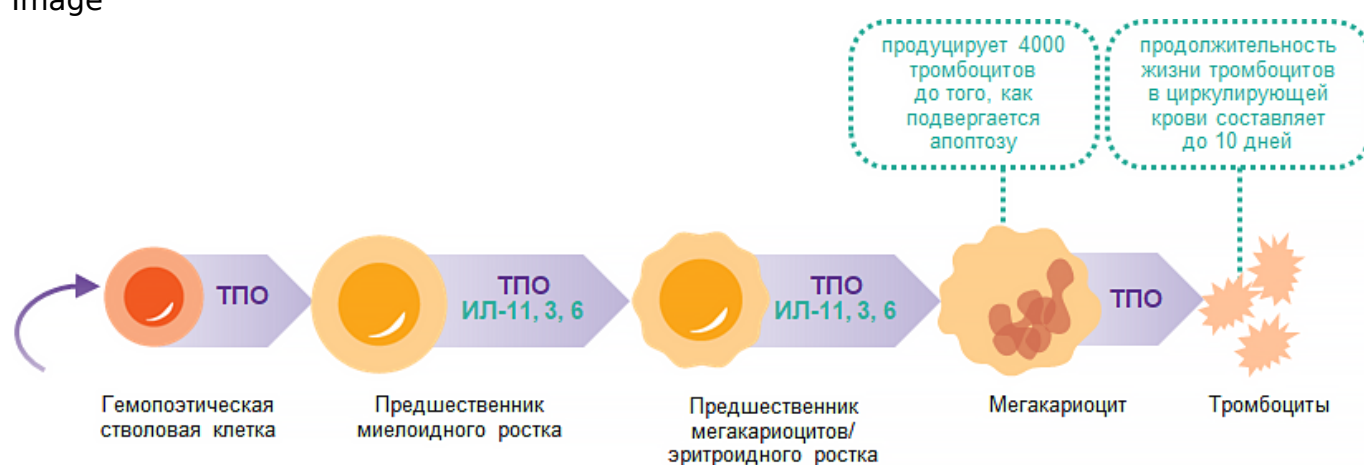 image
продуцирует 4000
тромбоцитов
до того, как
подвергается
апоптозу
продолжительность
жизни тромбоцитов
в циркулирующей
крови составляет
до 10 дней
ТПО
ТПО
ИЛ-11, 3, 6
ТПО
ИЛ-11, 3, 6
ТПО
Гемопоэтическая
стволовая клетка
Предшественник
миелоидного ростка
Предшественник
мегакариоцитов/
эритроидного ростка
Мегакариоцит
Тромбоциты